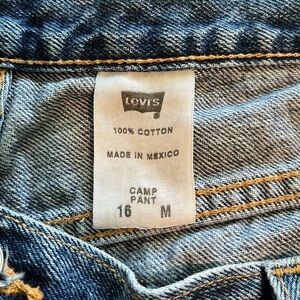 Levi's
®
100% COTTON
MADE IN MEXICO
CAMP
PANT
16 M